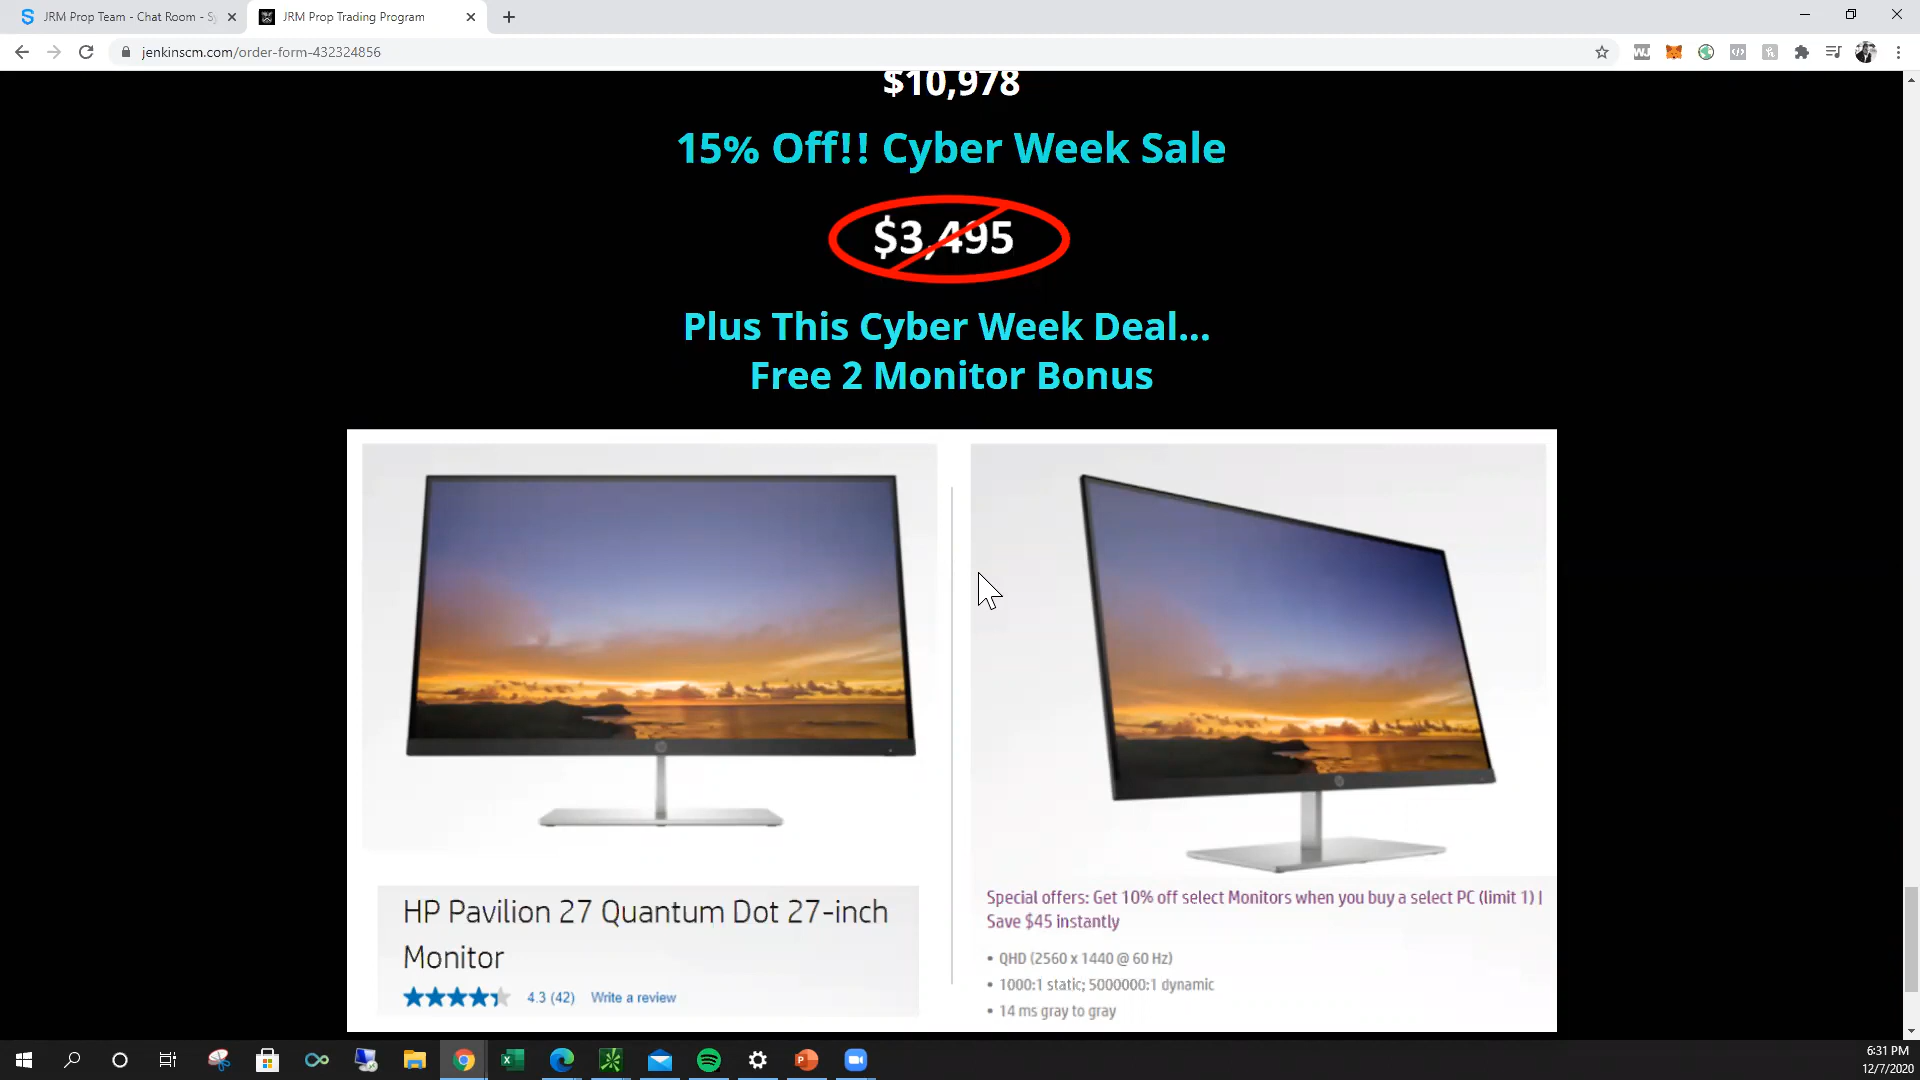 JRM Prop Team - Chat Room - Sy
JRM Prop Trading Program
jenkinscm.com/order-form-432324856
$10,978
15% Off!! Cyber Week Sale
$3,495
Plus This Cyber Week Deal...
Free 2 Monitor Bonus
HP Pavilion 27 Quantum Dot 27-inch
Monitor
4.3 (42) Write a review
Special offers: Get 10% off select Monitors when you buy a select PC (limit 1) |
Save $45 instantly
• QHD (2560 x 1440 @ 60 Hz)
• 1000:1 static; 5000000:1 dynamic
• 14 ms gray to gray
6:31 PM
12/7/2020